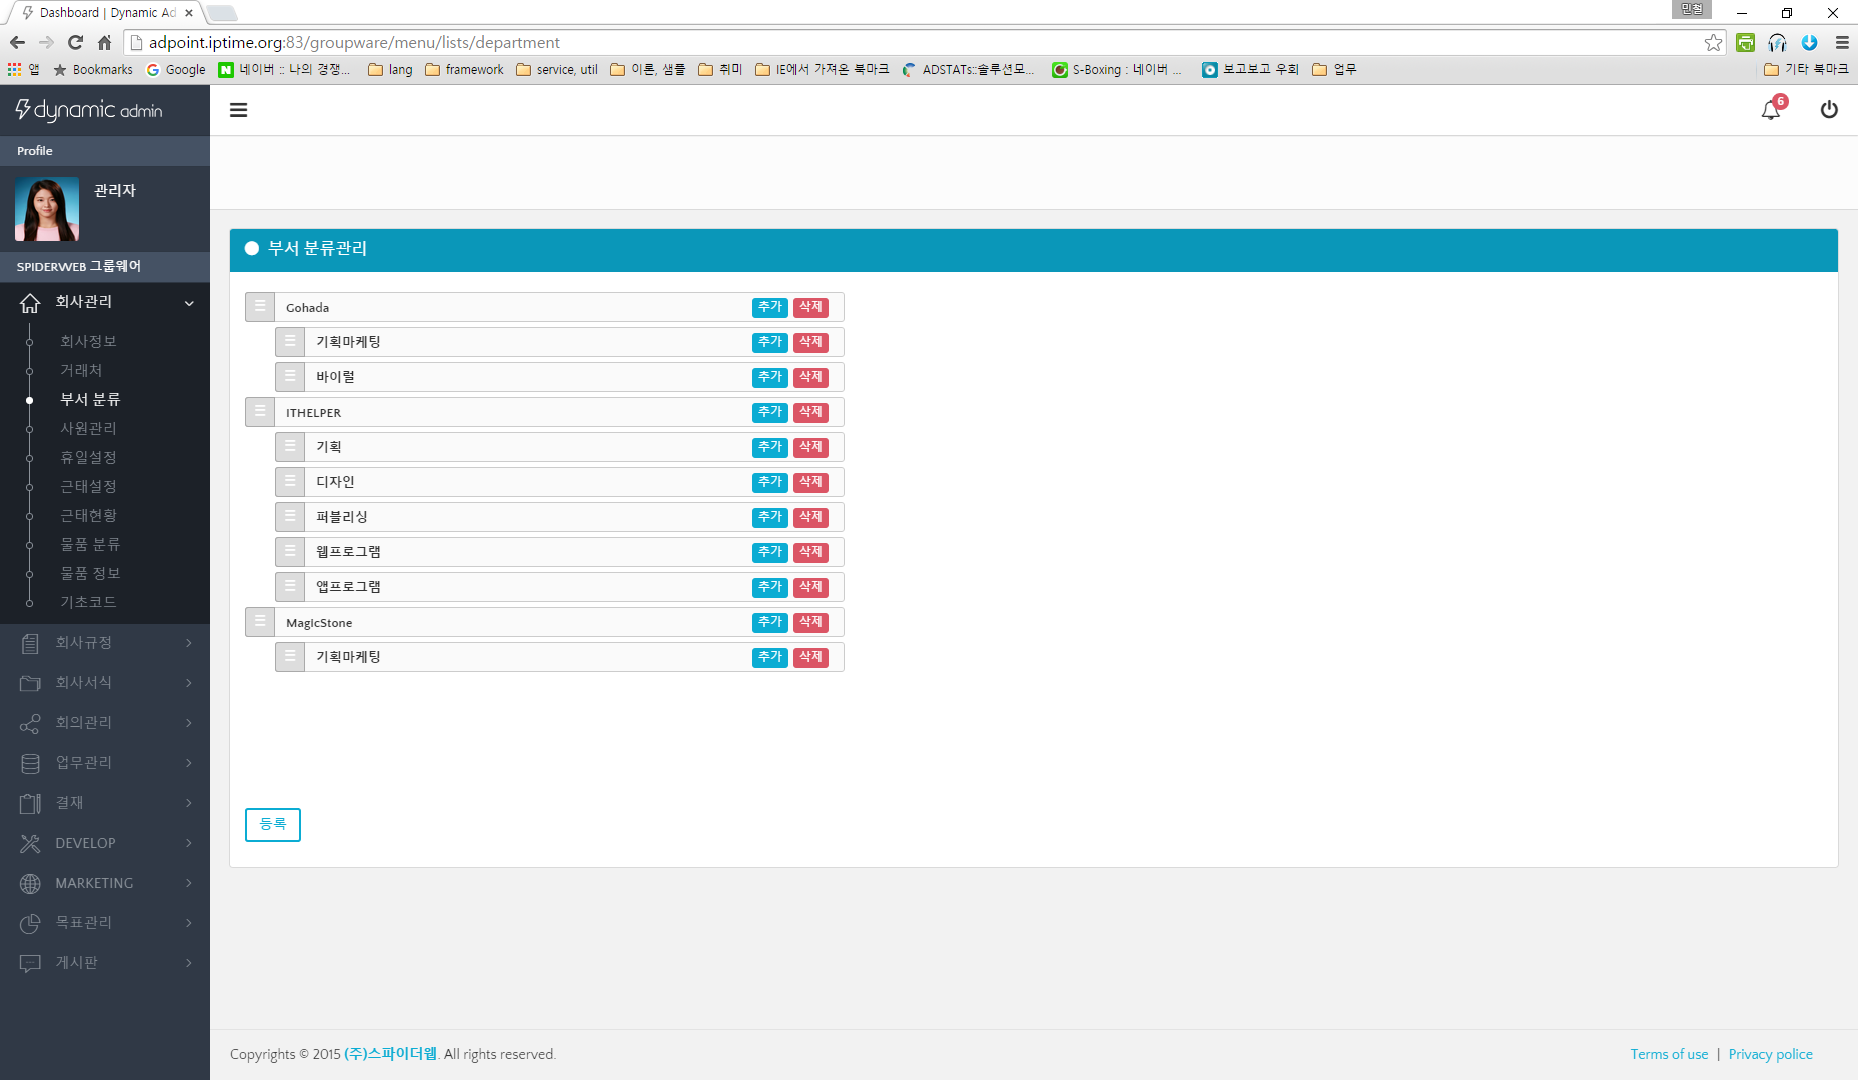 Dashboard | Dynamic Ad
민철
adpoint.iptime.org:83/groupware/menu/lists/department
앱 Bookmarks Google 네이버 :: 나의 경쟁... lang framework service, util 이론, 샘플 취미 IE에서 가져온 북마크 ADSTATs::솔루션모... S-Boxing : 네이버 ... 보고보고 우회 업무 기타 북마크
dynamic admin
6
Profile
관리자
SPIDERWEB 그룹웨어
회사관리
회사정보
거래처
부서 분류
사원관리
휴일설정
근태설정
근태현황
물품 분류
물품 정보
기초코드
회사규정
회사서식
회의관리
업무관리
결재
DEVELOP
MARKETING
목표관리
게시판
부서 분류관리
Gohada 추가 삭제
기획마케팅 추가 삭제
바이럴 추가 삭제
ITHELPER 추가 삭제
기획 추가 삭제
디자인 추가 삭제
퍼블리싱 추가 삭제
웹프로그램 추가 삭제
앱프로그램 추가 삭제
MagicStone 추가 삭제
기획마케팅 추가 삭제
등록
Copyrights © 2015 (주)스파이더웹. All rights reserved.
Terms of use | Privacy police